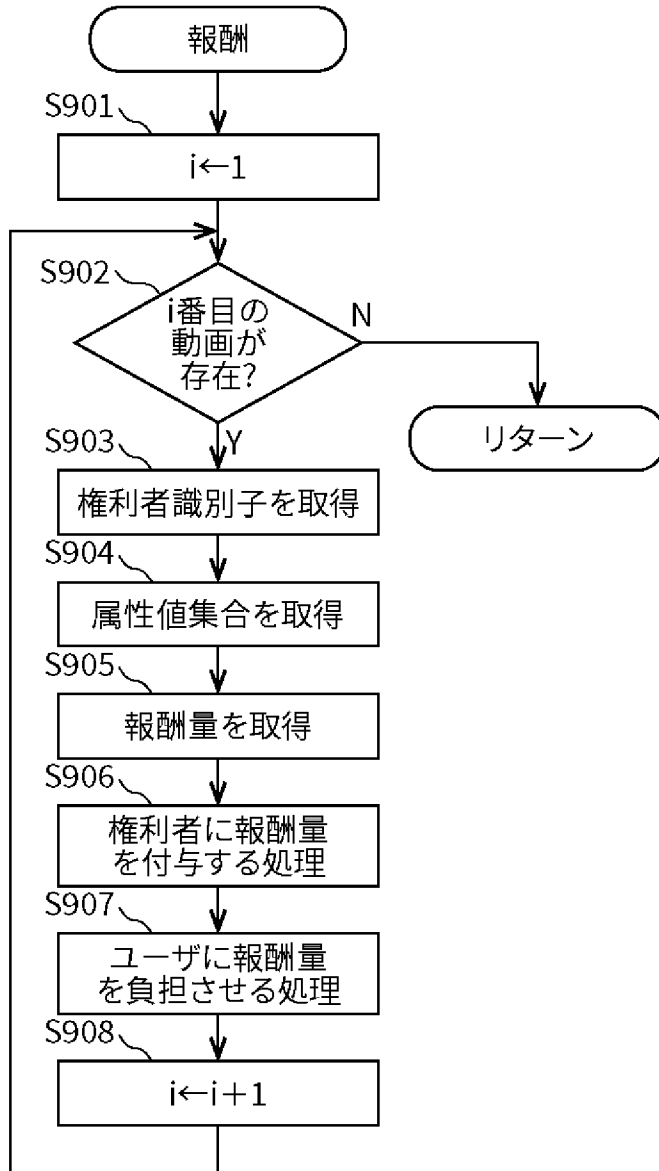 報酬
S901
i←1
S902
i番目の
動画が
存在?
N
リターン
Y
S903
権利者識別子を取得
S904
属性値集合を取得
S905
報酬量を取得
S906
権利者に報酬量
を付与する処理
S907
ユーザに報酬量
を負担させる処理
S908
i←i+1